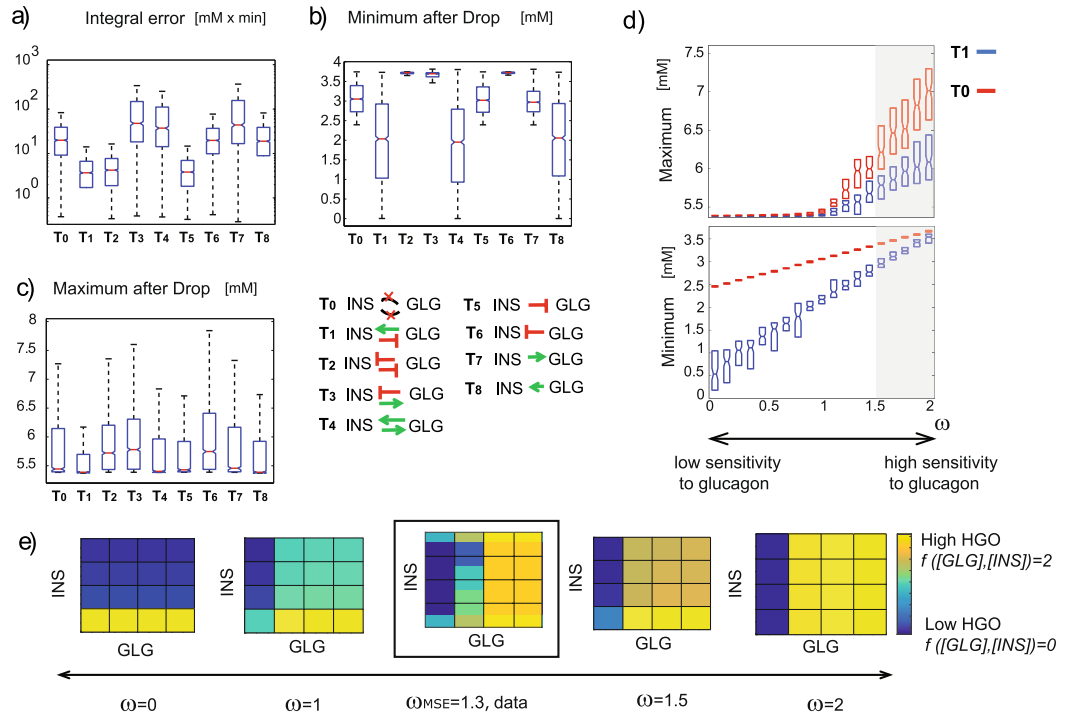 a) Integral error [mM x min]
10³
10²
10¹
10⁰
T0 T1 T2 T3 T4 T5 T6 T7 T8
b) Minimum after Drop [mM]
4
3.5
3
2.5
2
1.5
1
0.5
0
T0 T1 T2 T3 T4 T5 T6 T7 T8
c) Maximum after Drop [mM]
8
7.5
6.5
6
5.5
5
T0 T1 T2 T3 T4 T5 T6 T7 T8
T0 INS GLG
T1 INS GLG
T2 INS GLG
T3 INS GLG
T4 INS GLG
T5 INS GLG
T6 INS GLG
T7 INS GLG
T8 INS GLG
d)
T1
T0
Maximum [mM]
7.5
7
6.5
6
5.5
Minimum [mM]
3.5
3
2.5
2
1.5
1
0.5
0
0 0.5 1 1.5 2
ω
low sensitivity
to glucagon
high sensitivity
to glucagon
e)
INS
GLG
INS
GLG
INS
GLG
INS
GLG
INS
GLG
High HGO
f ([GLG],[INS])=2
Low HGO
f ([GLG],[INS])=0
ω=0
ω=1
ωMSE=1.3, data
ω=1.5
ω=2